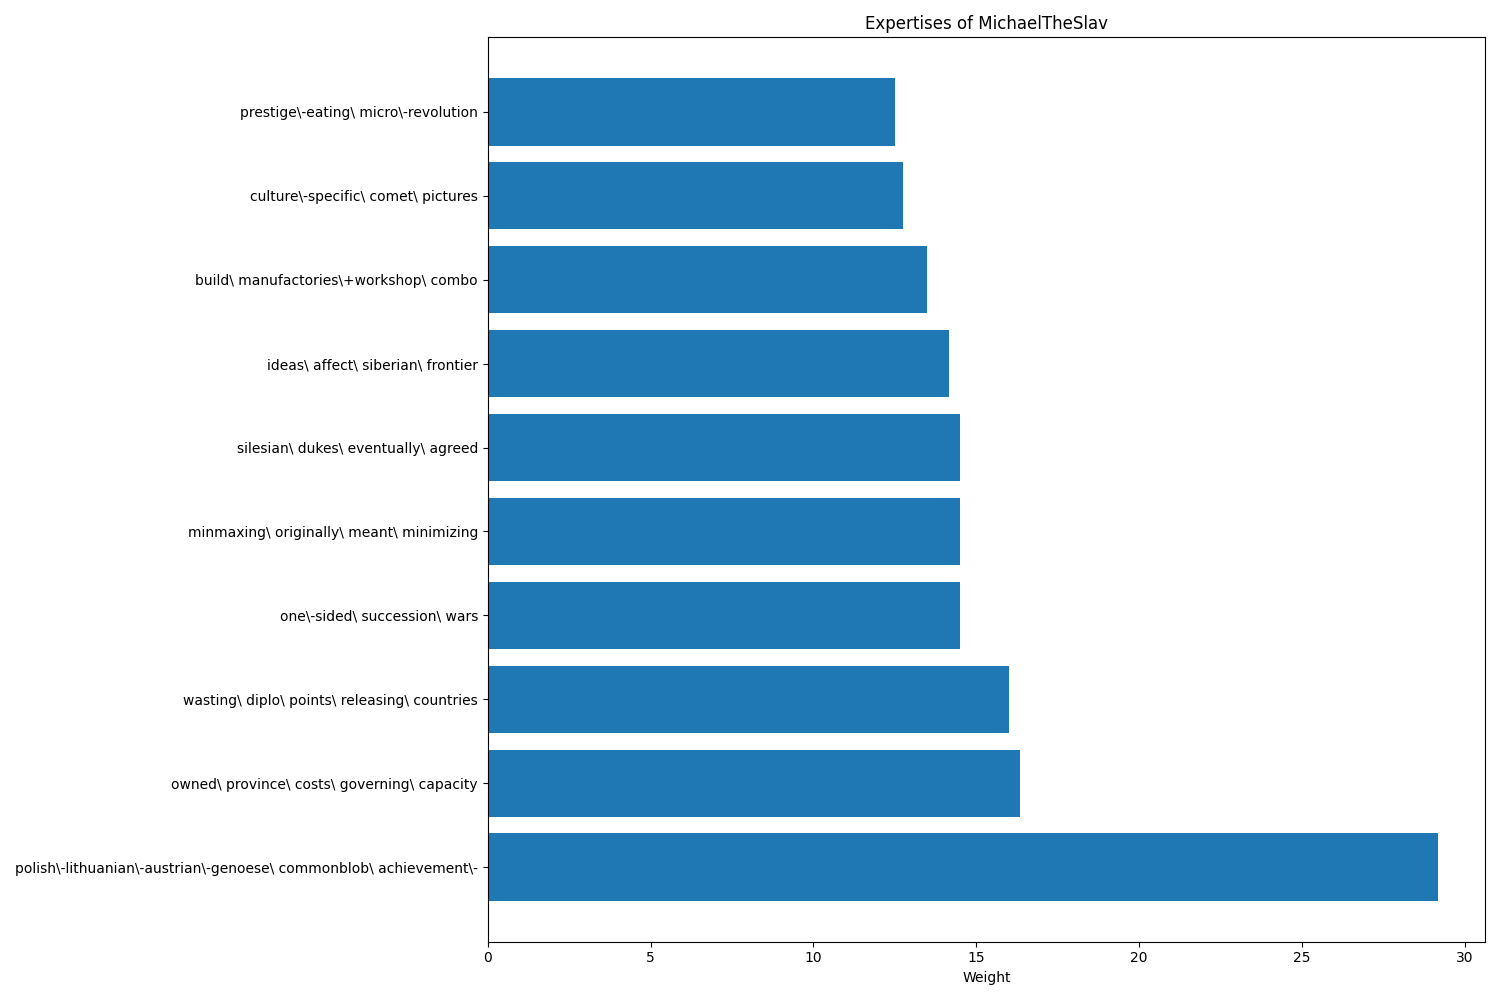 Expertises of MichaelTheSlav
prestige\-eating\ micro\-revolution
culture\-specific\ comet\ pictures
build\ manufactories\+workshop\ combo
ideas\ affect\ siberian\ frontier
silesian\ dukes\ eventually\ agreed
minmaxing\ originally\ meant\ minimizing
one\-sided\ succession\ wars
wasting\ diplo\ points\ releasing\ countries
owned\ province\ costs\ governing\ capacity
polish\-lithuanian\-austrian\-genoese\ commonblob\ achievement\-
0 5 10 15 20 25 30
Weight